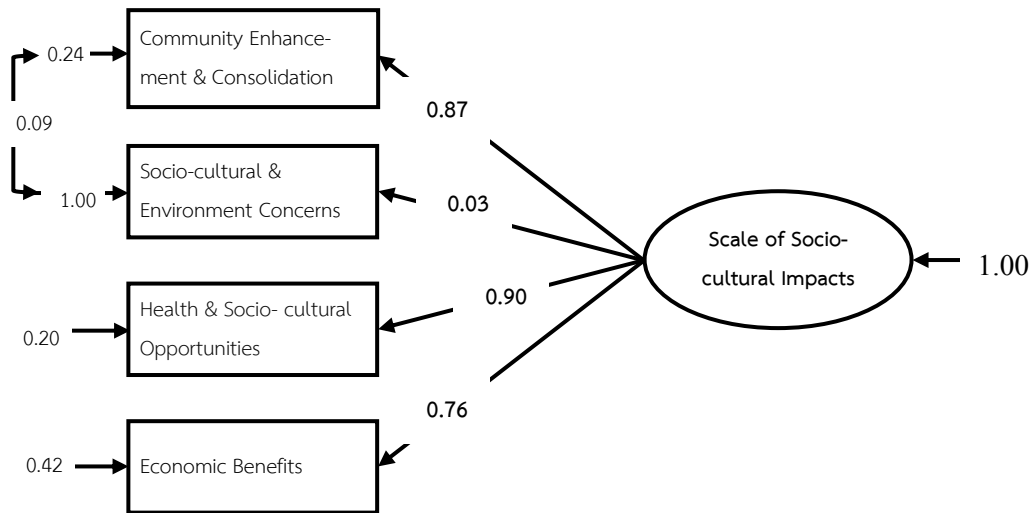 Community Enhance-
ment & Consolidation
0.24
0.09
0.87
Socio-cultural &
Environment Concerns
1.00
0.03
Scale of Socio-
cultural Impacts
1.00
Health & Socio- cultural
Opportunities
0.20
0.90
0.76
Economic Benefits
0.42